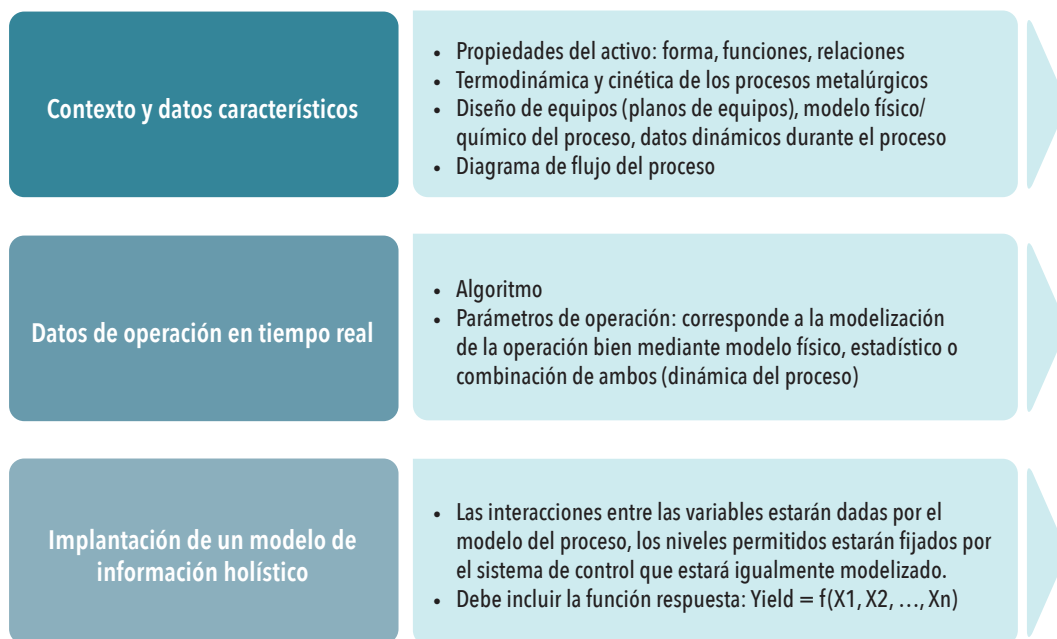 Contexto y datos característicos
• Propiedades del activo: forma, funciones, relaciones
• Termodinámica y cinética de los procesos metalúrgicos
• Diseño de equipos (planos de equipos), modelo físico/
químico del proceso, datos dinámicos durante el proceso
• Diagrama de flujo del proceso
Datos de operación en tiempo real
• Algoritmo
• Parámetros de operación: corresponde a la modelización
de la operación bien mediante modelo físico, estadístico o
combinación de ambos (dinámica del proceso)
Implantación de un modelo de
información holístico
• Las interacciones entre las variables estarán dadas por el
modelo del proceso, los niveles permitidos estarán fijados por
el sistema de control que estará igualmente modelizado.
• Debe incluir la función respuesta: Yield = f(X1, X2, …, Xn)